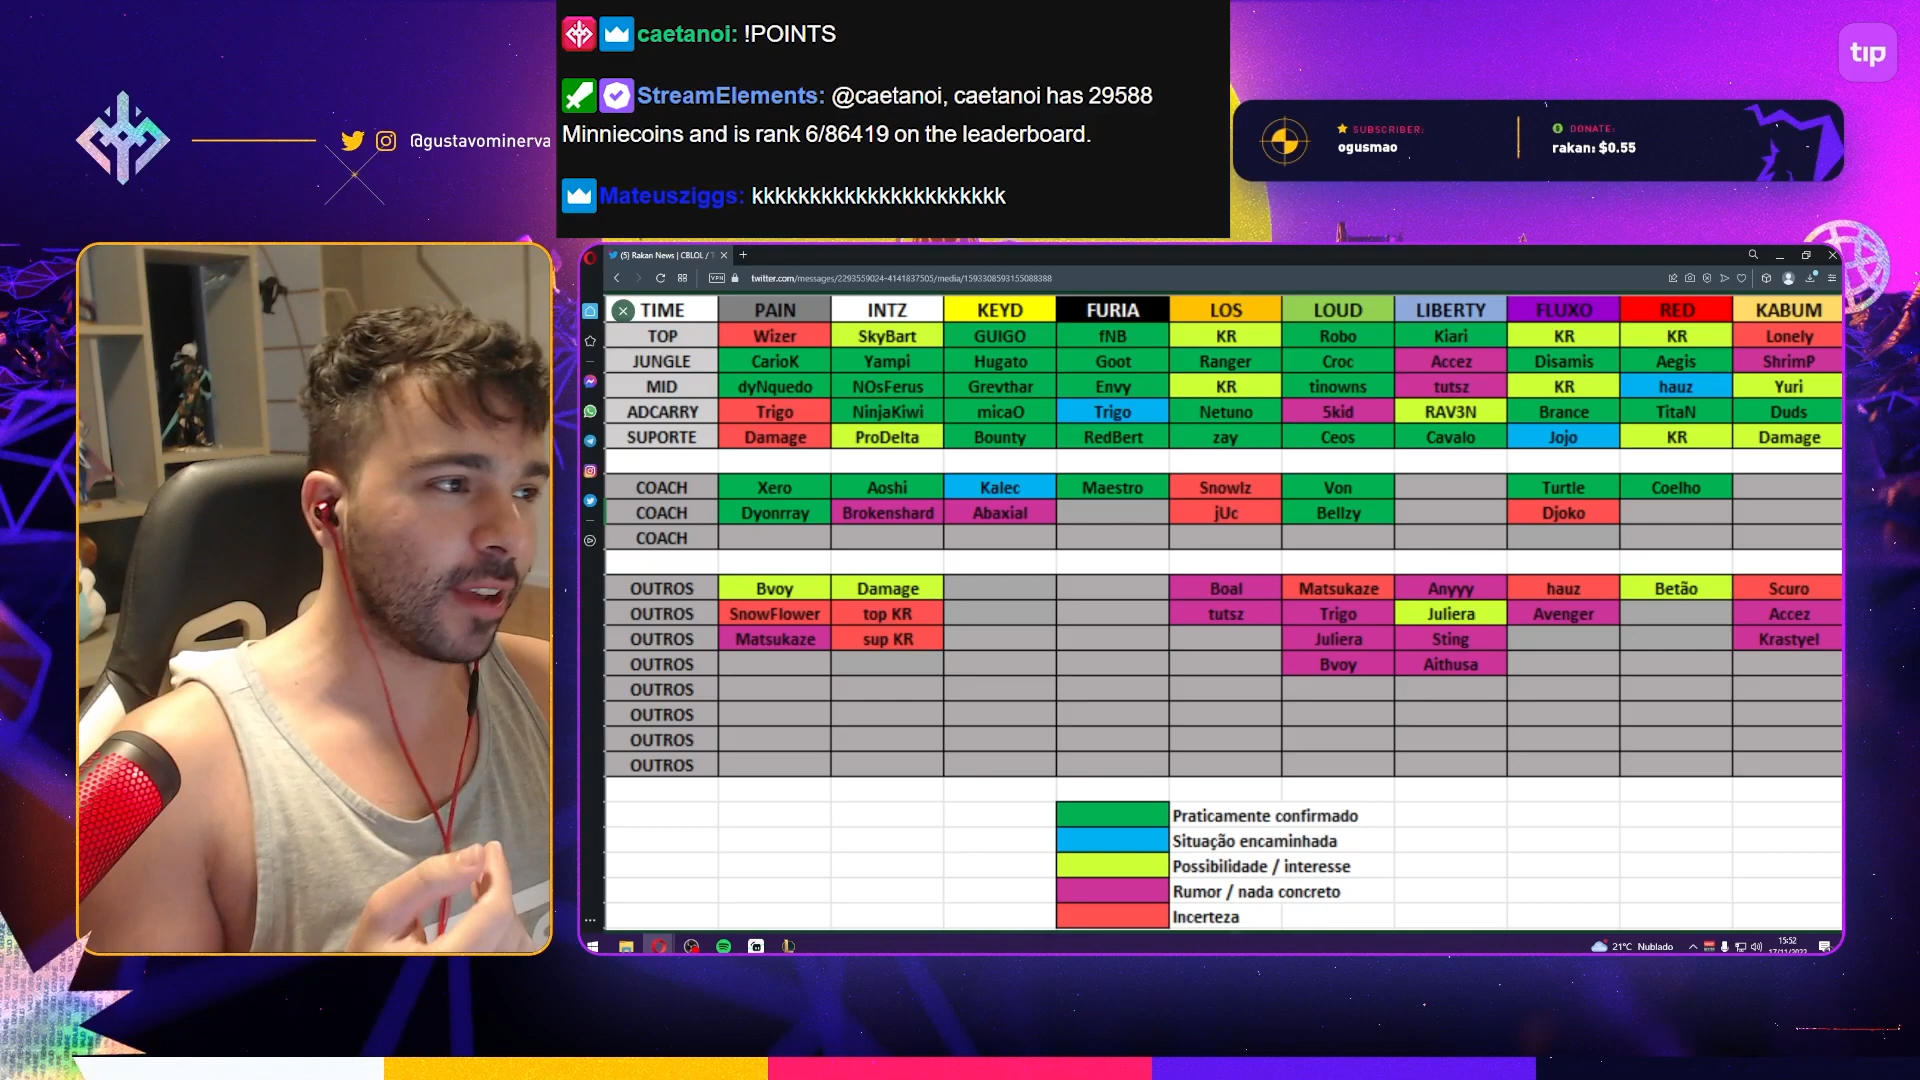 caetanoi: !POINTS
StreamElements: @caetanoi, caetanoi has 29588
Minniecoins and is rank 6/86419 on the leaderboard.
Mateusziggs: kkkkkkkkkkkkkkkkkkkkkk
tip
@gustavominerva
SUBSCRIBER:
ogusmao
DONATE:
rakan: $0.55
(5) Rakan News | CBLOL /
VPN
twitter.com/messages/2293559024-4141837505/media/1593308593155088388
TIME PAIN INTZ KEYD FURIA LOS LOUD LIBERTY FLUXO RED KABUM
TOP Wizer SkyBart GUIGO fNB KR Robo Kiari KR KR Lonely
JUNGLE CarioK Yampi Hugato Goot Ranger Croc Accez Disamis Aegis ShrimP
MID dyNquedo NOsFerus Grevthar Envy KR tinowns tutsz KR hauz Yuri
ADCARRY Trigo NinjaKiwi micaO Trigo Netuno 5kid RAV3N Brance TitaN Duds
SUPORTE Damage ProDelta Bounty RedBert zay Ceos Cavalo Jojo KR Damage
COACH Xero Aoshi Kalec Maestro Snowlz Von Turtle Coelho
COACH Dyonrray Brokenshard Abaxial jUc Bellzy Djoko
COACH
OUTROS Bvoy Damage Boal Matsukaze Anyyy hauz Betão Scuro
OUTROS SnowFlower top KR tutsz Trigo Juliera Avenger Accez
OUTROS Matsukaze sup KR Juliera Sting Krastyel
OUTROS Bvoy Aithusa
OUTROS
OUTROS
OUTROS
OUTROS
Praticamente confirmado
Situação encaminhada
Possibilidade / interesse
Rumor / nada concreto
Incerteza
21°C Nublado
15:52